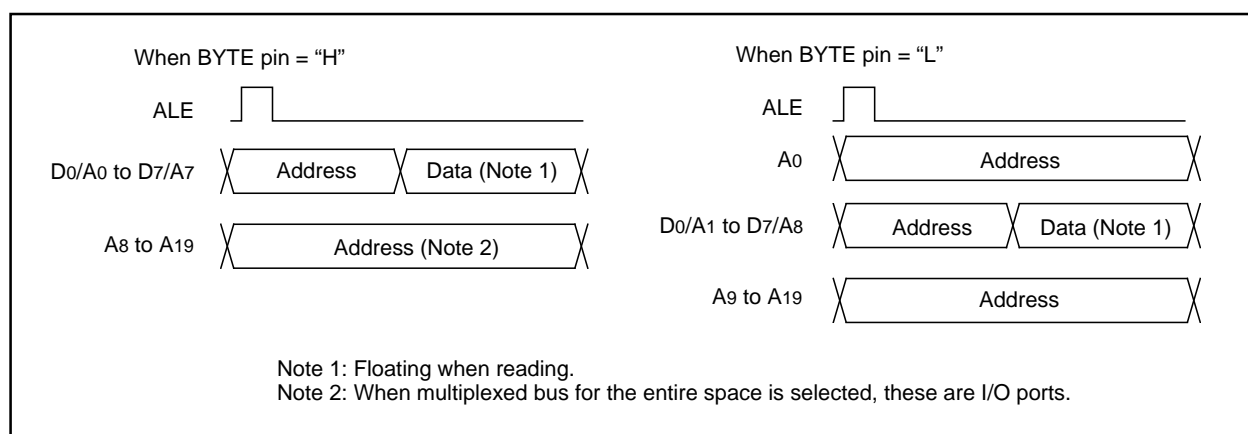 When BYTE pin = “H”
ALE
D0/A0 to D7/A7
Address
Data (Note 1)
A8 to A19
Address (Note 2)
When BYTE pin = “L”
ALE
A0
Address
D0/A1 to D7/A8
Address
Data (Note 1)
A9 to A19
Address
Note 1: Floating when reading.
Note 2: When multiplexed bus for the entire space is selected, these are I/O ports.